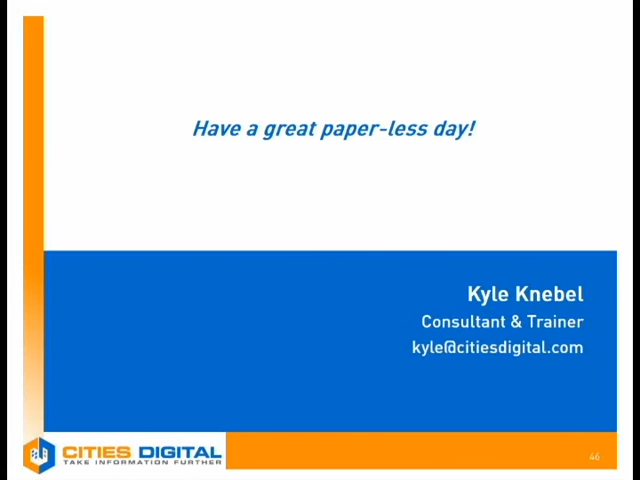 Have a great paper-less day!
Kyle Knebel
Consultant & Trainer
kyle@citiesdigital.com
CITIES DIGITAL
TAKE INFORMATION FURTHER
46